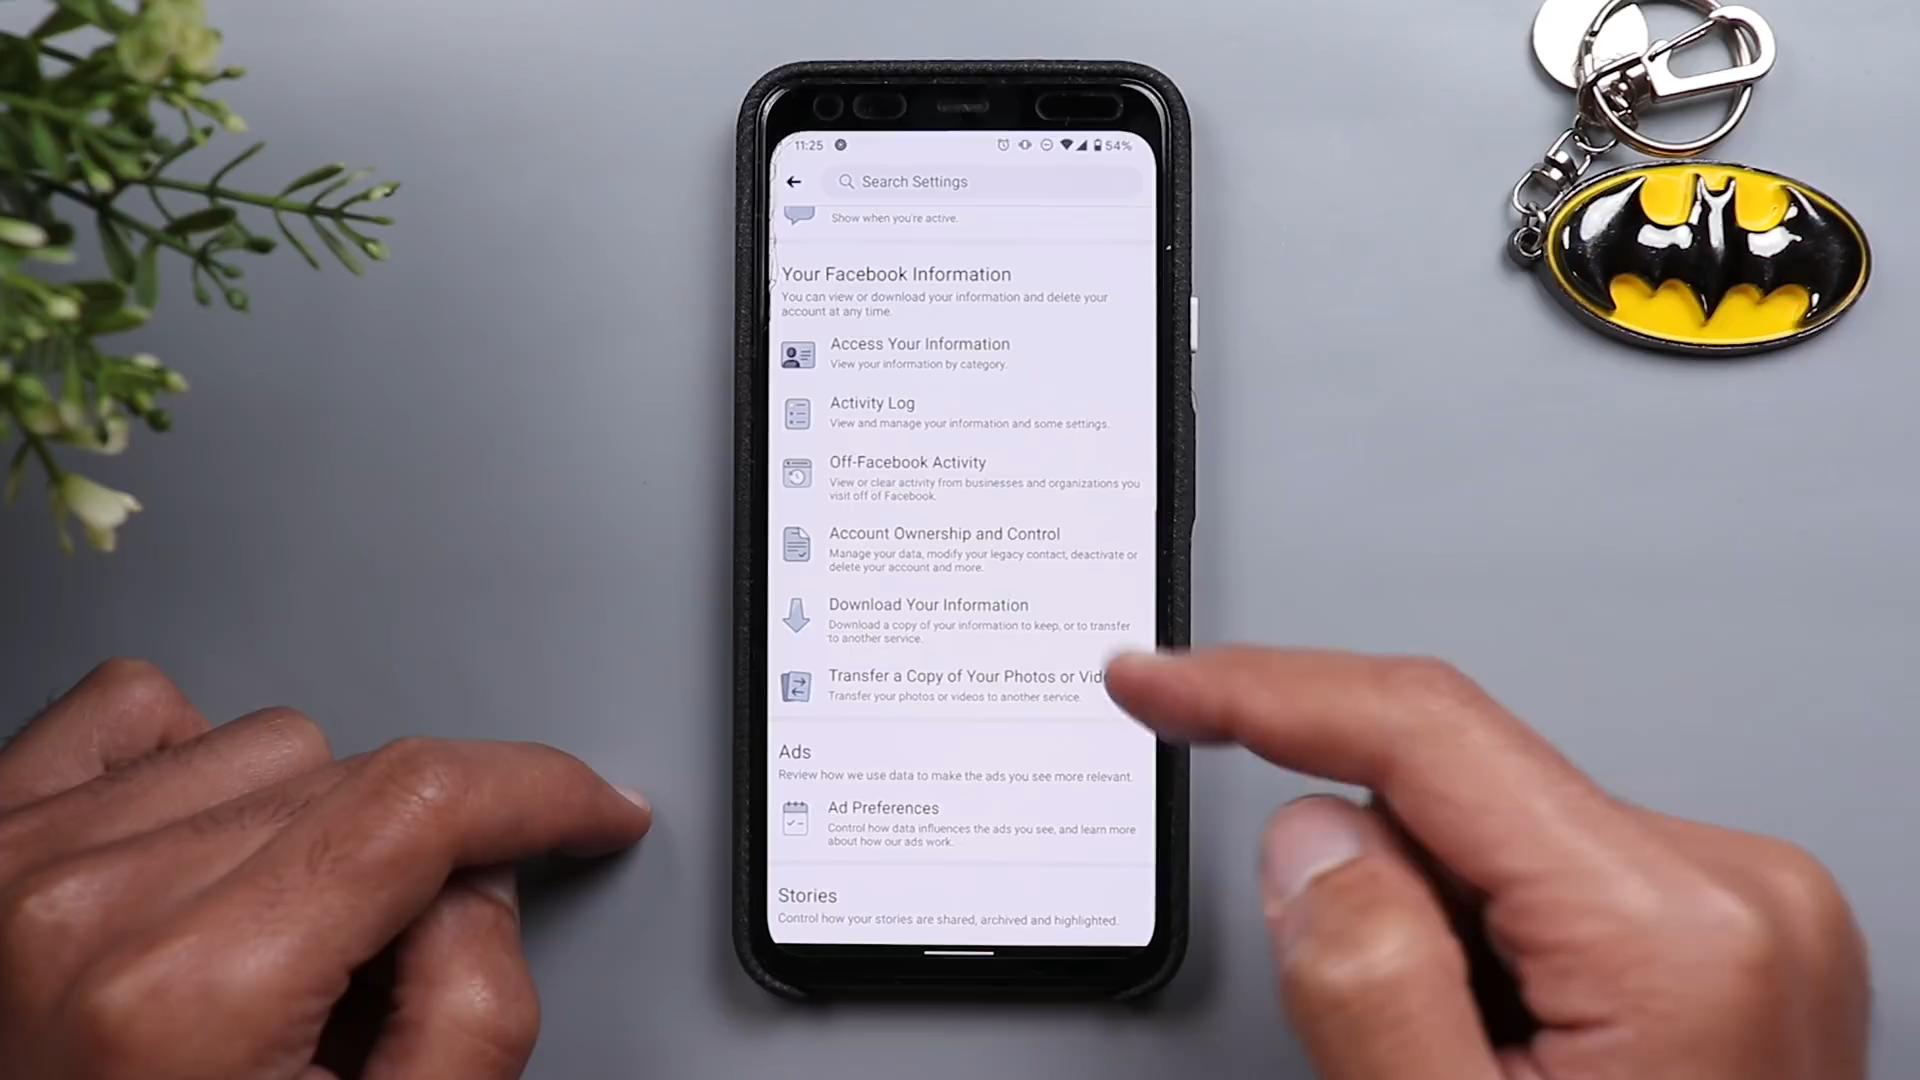 11:25
54%
Search Settings
Show when you're active.
Your Facebook Information
You can view or download your information and delete your
account at any time.
Access Your Information
View your information by category.
Activity Log
View and manage your information and some settings.
Off-Facebook Activity
View or clear activity from businesses and organizations you
visit off of Facebook.
Account Ownership and Control
Manage your data, modify your legacy contact, deactivate or
delete your account and more.
Download Your Information
Download a copy of your information to keep, or to transfer
to another service.
Transfer a Copy of Your Photos or
Transfer your photos or videos to another service.
Ads
Review how we use data to make the ads you see more relevant.
Ad Preferences
Control how data influences the ads you see, and learn more
about how our ads work.
Stories
Control how your stories are shared, archived and highlighted.